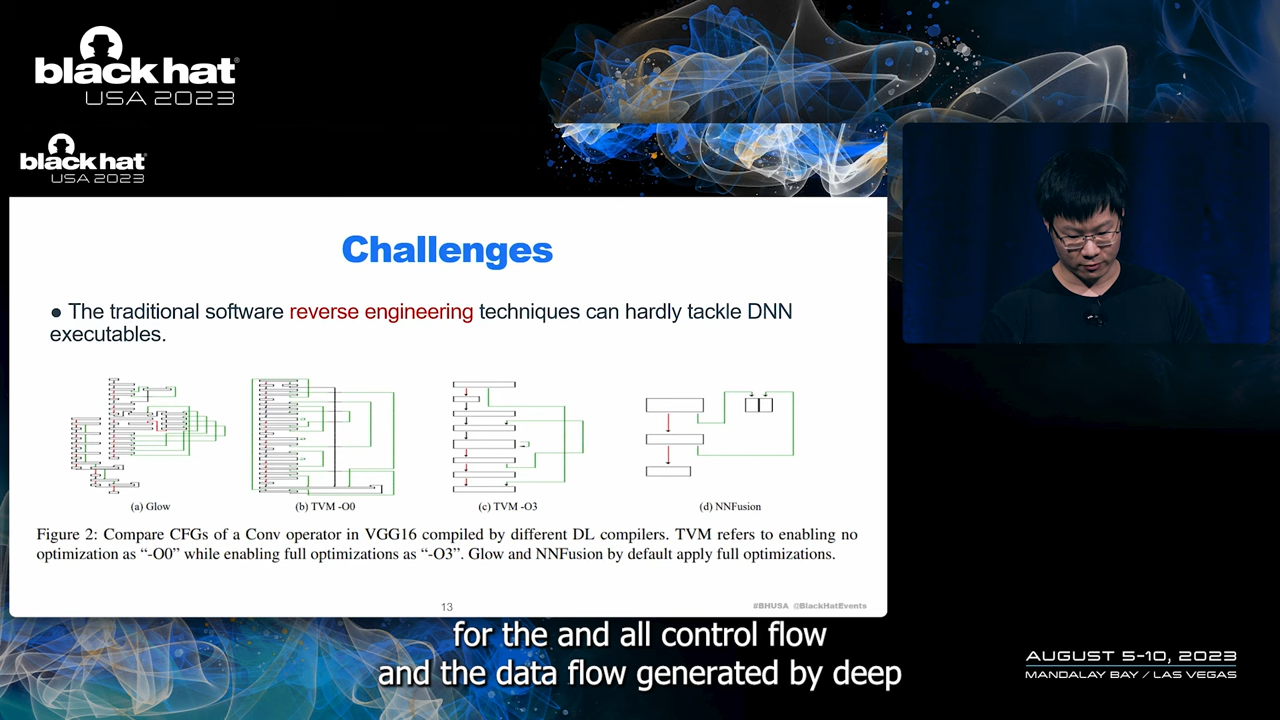 black hat®
USA 2023
black hat®
USA 2023
Challenges
● The traditional software reverse engineering techniques can hardly tackle DNN
executables.
(a) Glow
(b) TVM -O0
(c) TVM -O3
(d) NNFusion
Figure 2: Compare CFGs of a Conv operator in VGG16 compiled by different DL compilers. TVM refers to enabling no
optimization as “-O0” while enabling full optimizations as “-O3”. Glow and NNFusion by default apply full optimizations.
13
#BHUSA @BlackHatEvents
for the and all control flow
and the data flow generated by deep
AUGUST 5-10, 2023
MANDALAY BAY / LAS VEGAS